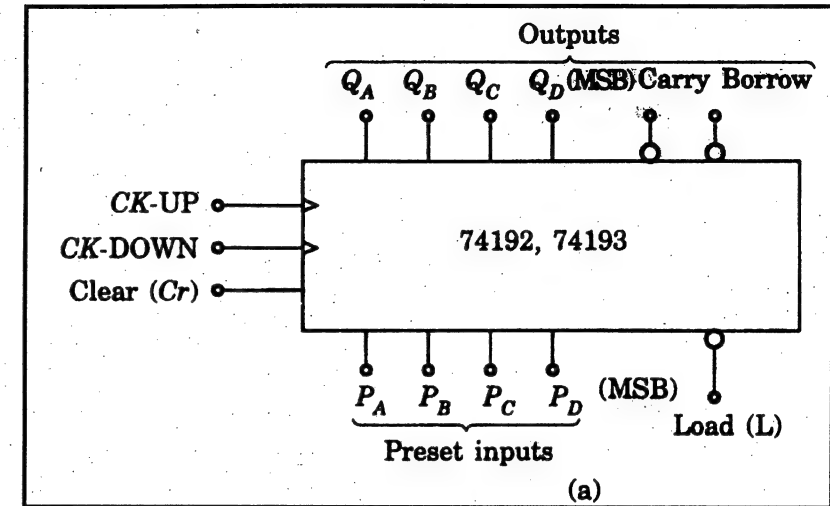 Outputs
Q_A Q_B Q_C Q_D (MSB) Carry Borrow
CK-UP
CK-DOWN
74192, 74193
Clear (Cr)
P_A P_B P_C P_D (MSB)
Load (L)
Preset inputs
(a)